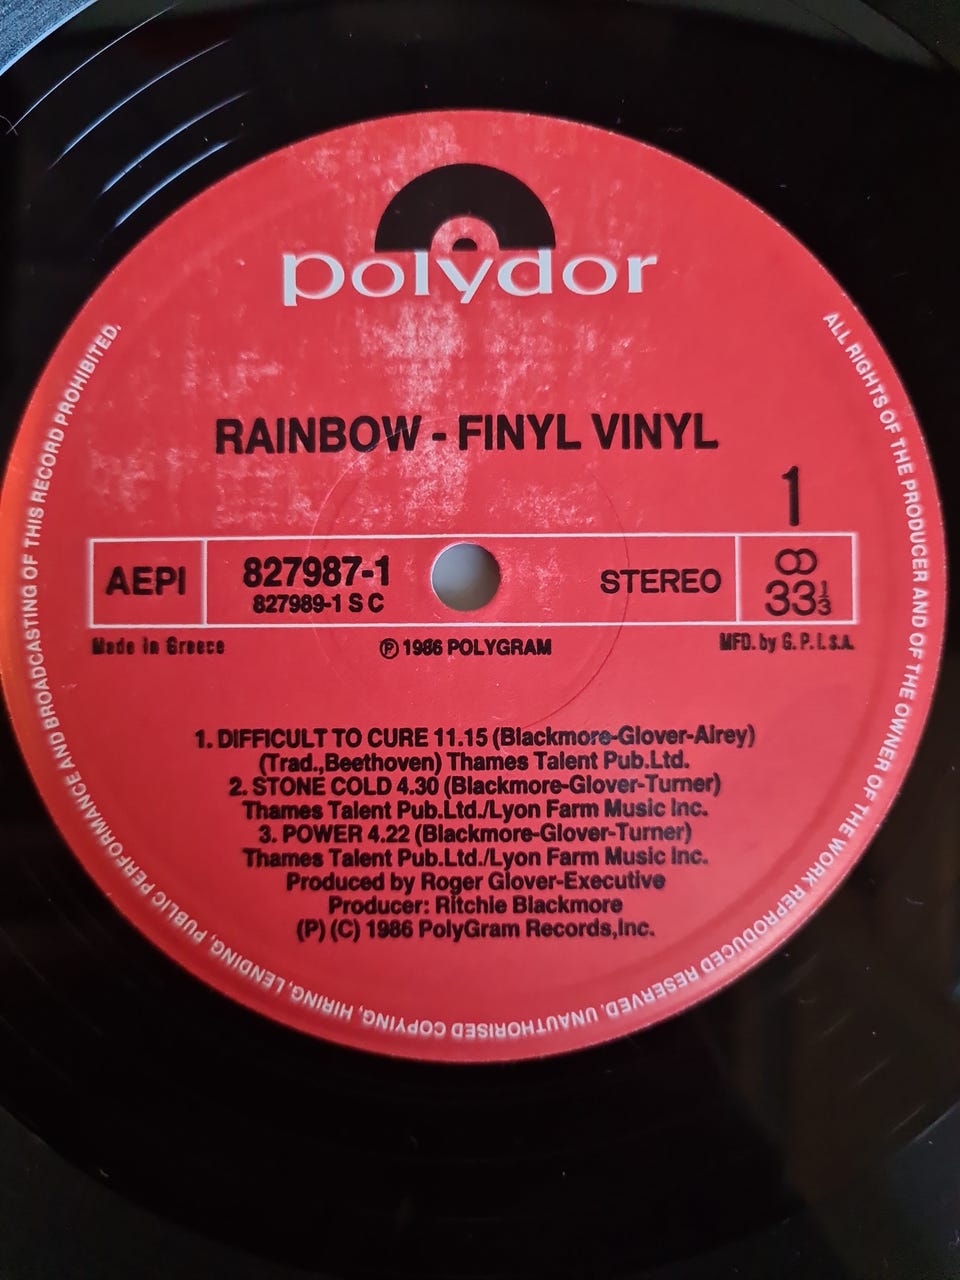 polydor
RAINBOW - FINYL VINYL
1
AEPI
827987-1
827989-1 S C
STEREO
33 1/3
Made in Greece
℗ 1986 POLYGRAM
MFD. by G. P. I. S.A.
1. DIFFICULT TO CURE 11.15 (Blackmore-Glover-Airey)
(Trad.,Beethoven) Thames Talent Pub.Ltd.
2. STONE COLD 4.30 (Blackmore-Glover-Turner)
Thames Talent Pub.Ltd./Lyon Farm Music Inc.
3. POWER 4.22 (Blackmore-Glover-Turner)
Thames Talent Pub.Ltd./Lyon Farm Music Inc.
Produced by Roger Glover-Executive
Producer: Ritchie Blackmore
(P) (C) 1986 PolyGram Records,Inc.
ALL RIGHTS OF THE PRODUCER AND OF THE OWNER OF THE WORK REPRODUCED RESERVED. UNAUTHORISED COPYING, HIRING, LENDING, PUBLIC PERFORMANCE AND BROADCASTING OF THIS RECORD PROHIBITED.